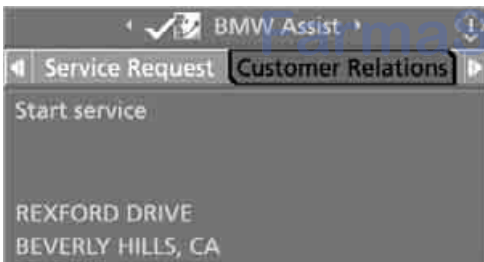 BMW Assist
Service Request Customer Relations
Start service
REXFORD DRIVE
BEVERLY HILLS, CA